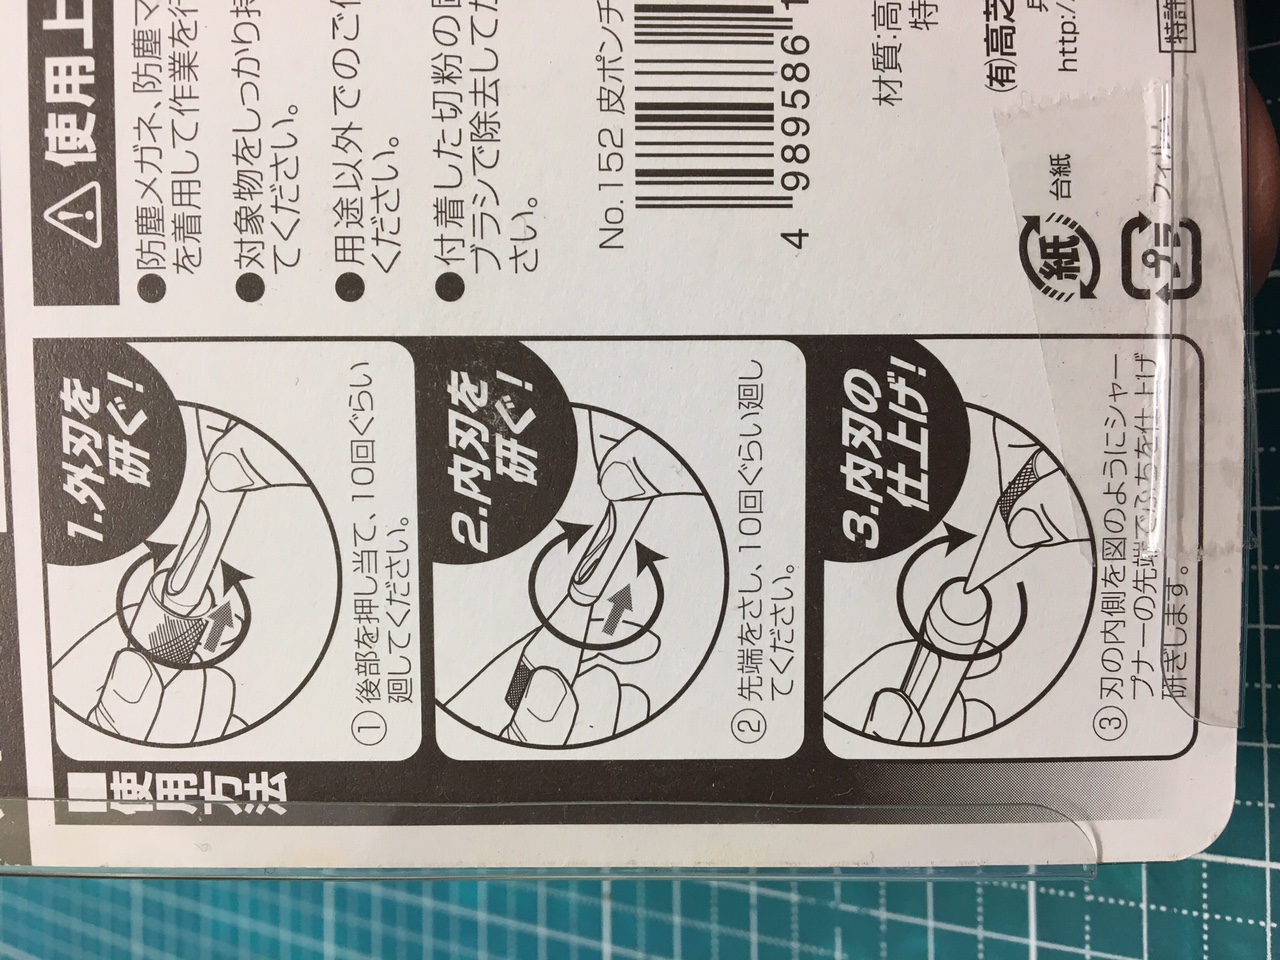 使用方法
1.外刃を
研ぐ!
① 後部を押し当て、10回ぐらい
廻してください。
2.内刃を
研ぐ!
② 先端をさし、10回ぐらい廻し
てください。
3.内刃の
仕上げ!
③ 刃の内側を図のようにシャー
プナーの先端でふちを仕上げ
研ぎします。
⚠使用上
●防塵メガネ、防塵マ
を着用して作業を行
●対象物をしっかり持
てください。
●用途以外でのご
ください。
●付着した切粉の
ブラシで除去して
さい。
No.152 皮ポンチ
4 989586 1
材質:高
特
(有)高芝
兵
http:/
特許
紙
台紙
プラ
フィルム